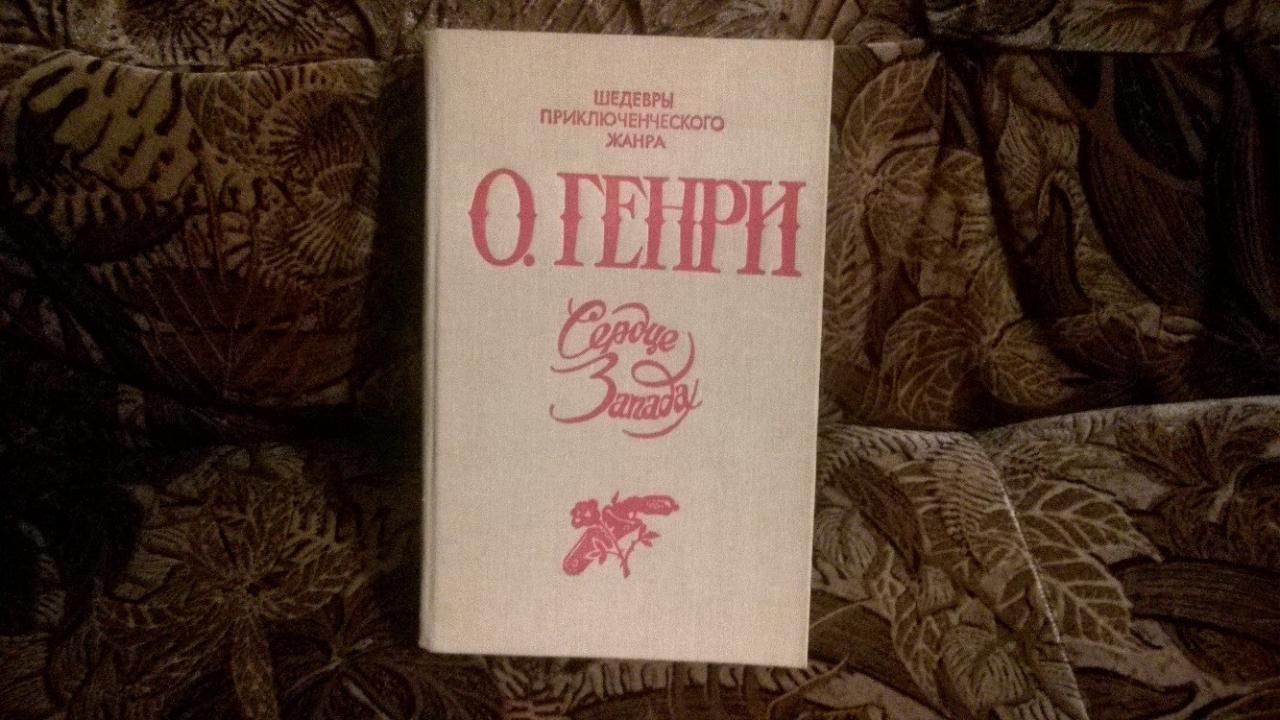 ШЕДЕВРЫ
ПРИКЛЮЧЕНЧЕСКОГО
ЖАНРА
О. ГЕНРИ
Сердце
Запада